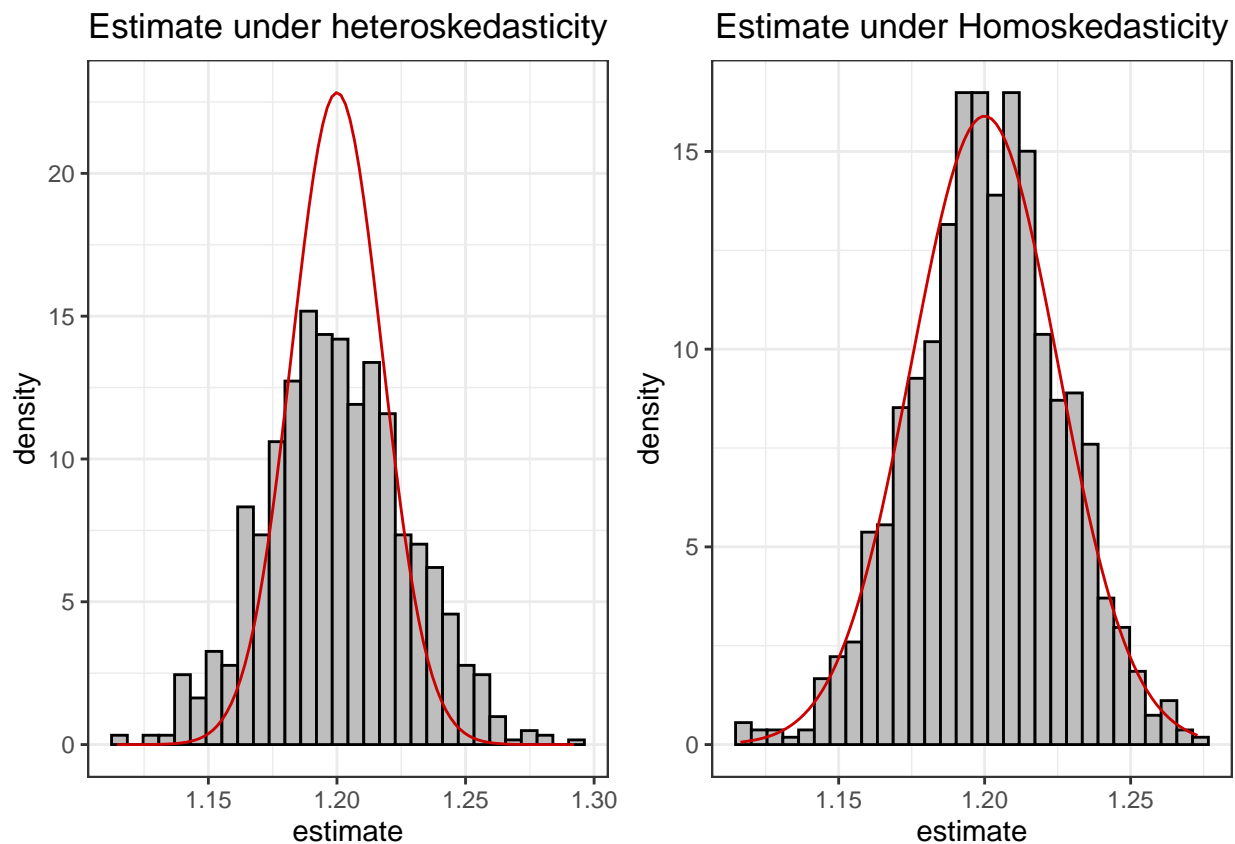 Estimate under heteroskedasticity
20
15
10
5
0
density
1.15
1.20
1.25
1.30
estimate
Estimate under Homoskedasticity
15
10
5
0
density
1.15
1.20
1.25
estimate